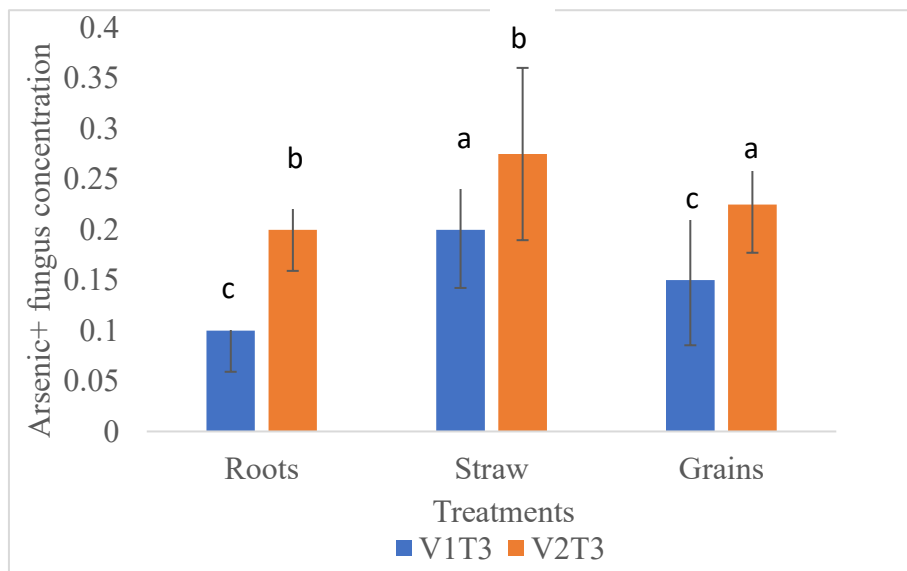 Arsenic+ fungus concentration
0.4
0.35
0.3
0.25
0.2
0.15
0.1
0.05
0
c
b
a
b
c
a
Roots Straw Grains
Treatments
V1T3 V2T3